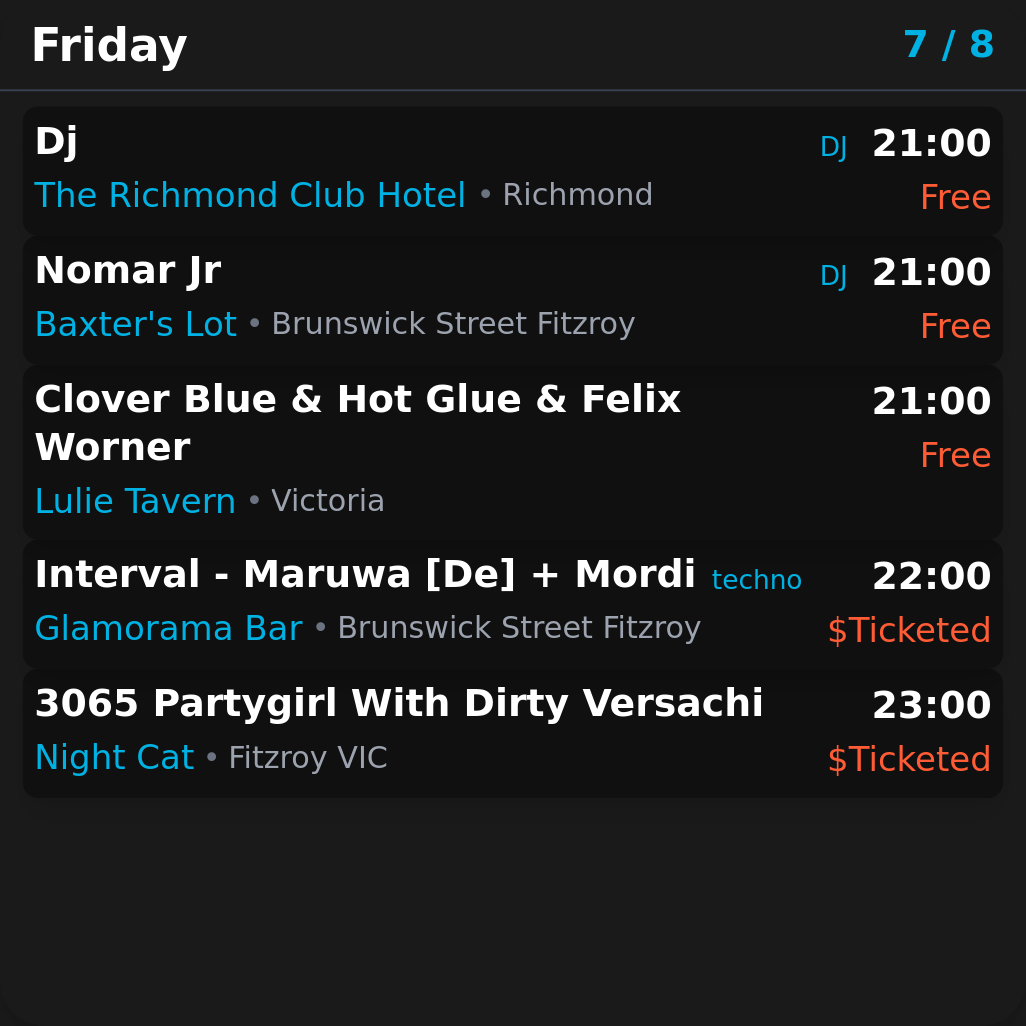 Friday 7 / 8
Dj DJ 21:00
The Richmond Club Hotel • Richmond Free
Nomar Jr DJ 21:00
Baxter's Lot • Brunswick Street Fitzroy Free
Clover Blue & Hot Glue & Felix 21:00
Worner Free
Lulie Tavern • Victoria
Interval - Maruwa [De] + Mordi techno 22:00
Glamorama Bar • Brunswick Street Fitzroy $Ticketed
3065 Partygirl With Dirty Versachi 23:00
Night Cat • Fitzroy VIC $Ticketed